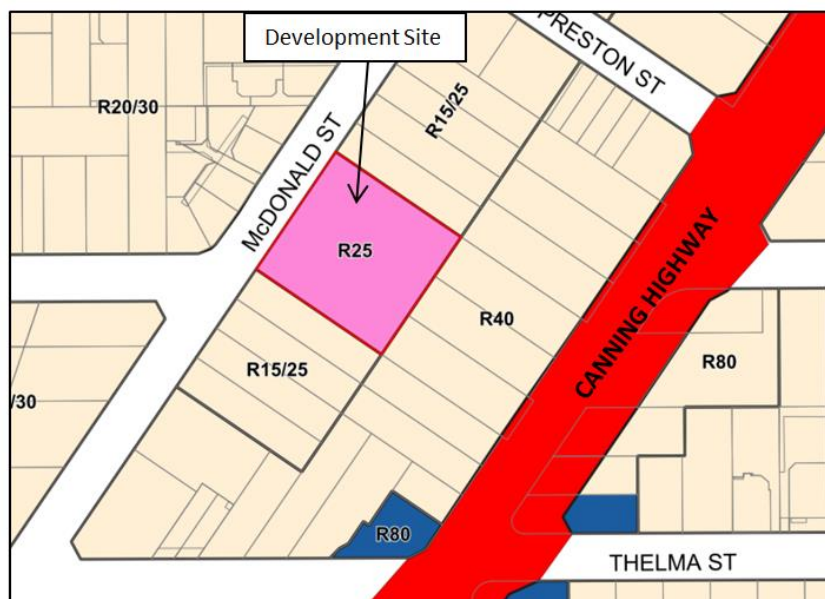 Development Site
PRESTON ST
R20/30
R15/25
McDONALD ST
R25
R40
CANNING HIGHWAY
R15/25
R80
/30
R80
THELMA ST